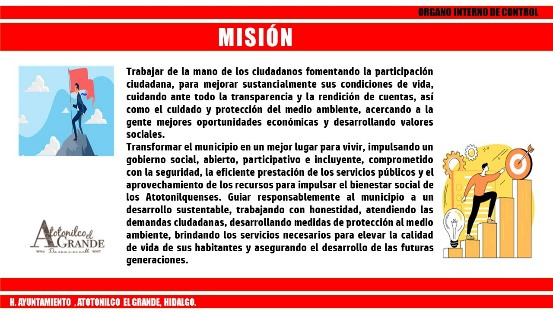 ORGANO INTERNO DE CONTROL
MISIÓN
Trabajar de la mano de los ciudadanos fomentando la participación
ciudadana, para mejorar sustancialmente sus condiciones de vida,
cuidando ante todo la transparencia y la rendición de cuentas, así
como el cuidado y protección del medio ambiente, acercando a la
gente mejores oportunidades económicas y desarrollando valores
sociales.
Transformar el municipio en un mejor lugar para vivir, impulsando un
gobierno social, abierto, participativo e incluyente, comprometido
con la seguridad, la eficiente prestación de los servicios públicos y el
aprovechamiento de los recursos para impulsar el bienestar social de
los Atotonilquenses. Guiar responsablemente al municipio a un
desarrollo sustentable, trabajando con honestidad, atendiendo las
demandas ciudadanas, desarrollando medidas de protección al medio
ambiente, brindando los servicios necesarios para elevar la calidad
de vida de sus habitantes y asegurando el desarrollo de las futuras
generaciones.
Atotonilco el
GRANDE
H. AYUNTAMIENTO . ATOTONILCO EL GRANDE, HIDALGO.